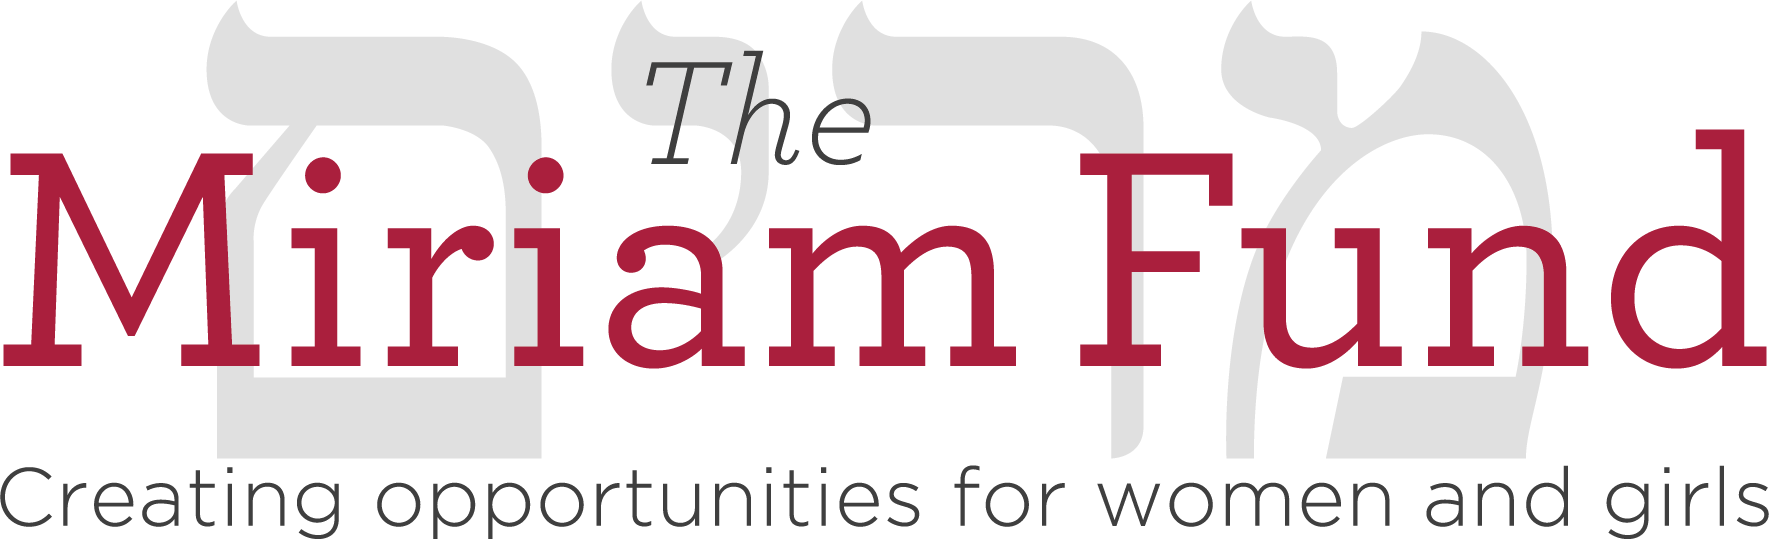 מרים
The
Miriam Fund
Creating opportunities for women and girls